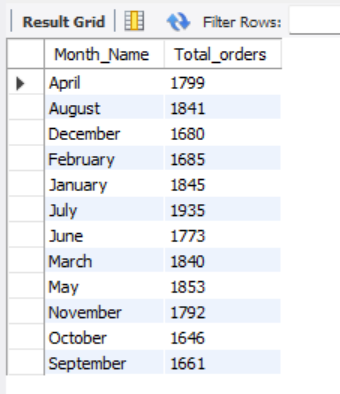 Result Grid Filter Rows:
Month_Name Total_orders
April 1799
August 1841
December 1680
February 1685
January 1845
July 1935
June 1773
March 1840
May 1853
November 1792
October 1646
September 1661